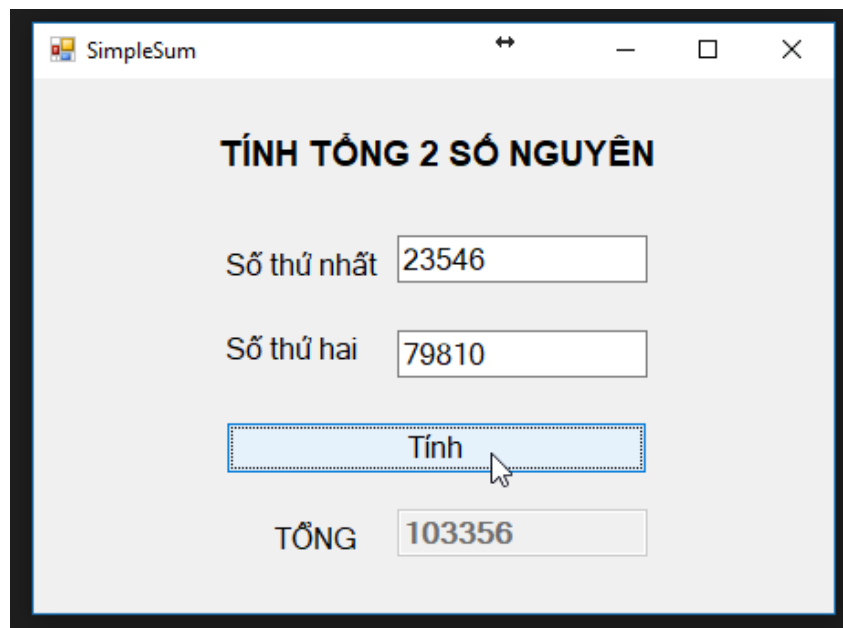 SimpleSum
TÍNH TỔNG 2 SỐ NGUYÊN
Số thứ nhất 23546
Số thứ hai 79810
Tính
TỔNG 103356